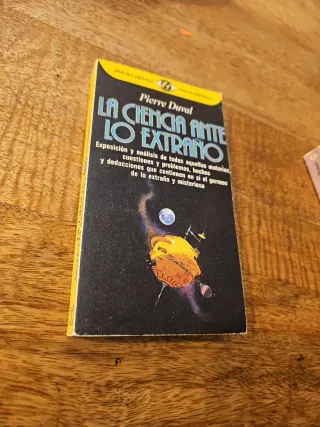 Pierre Duval
LA CIENCIA ANTE
LO EXTRAÑO
Exposición y análisis de todas aquellas materias,
cuestiones y problemas, hechos
y deducciones que contienen en sí el germen
de lo extraño y misterioso